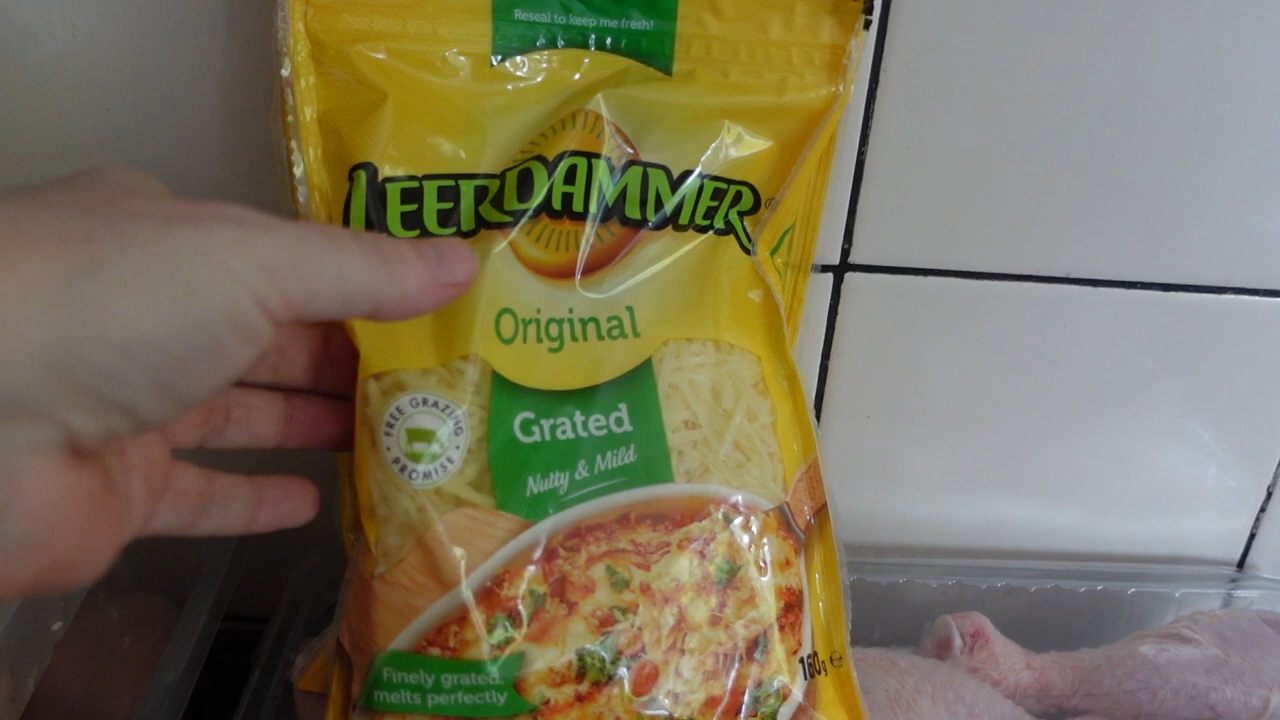 Reseal to keep me fresh!
LEERDAMMER®
Original
Grated
Nutty & Mild
FREE GRAZING
PROMISE
Finely grated.
melts perfectly
160g ℮